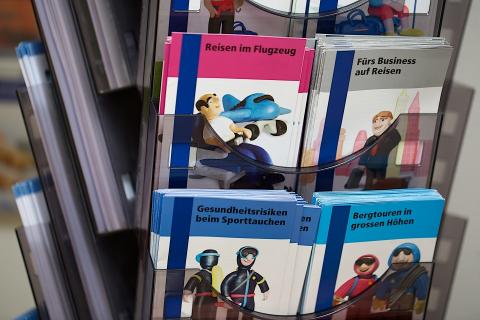 Reisen im Flugzeug
Fürs Business
auf Reisen
Gesundheitsrisiken
beim Sporttauchen
Bergtouren in
grossen Höhen